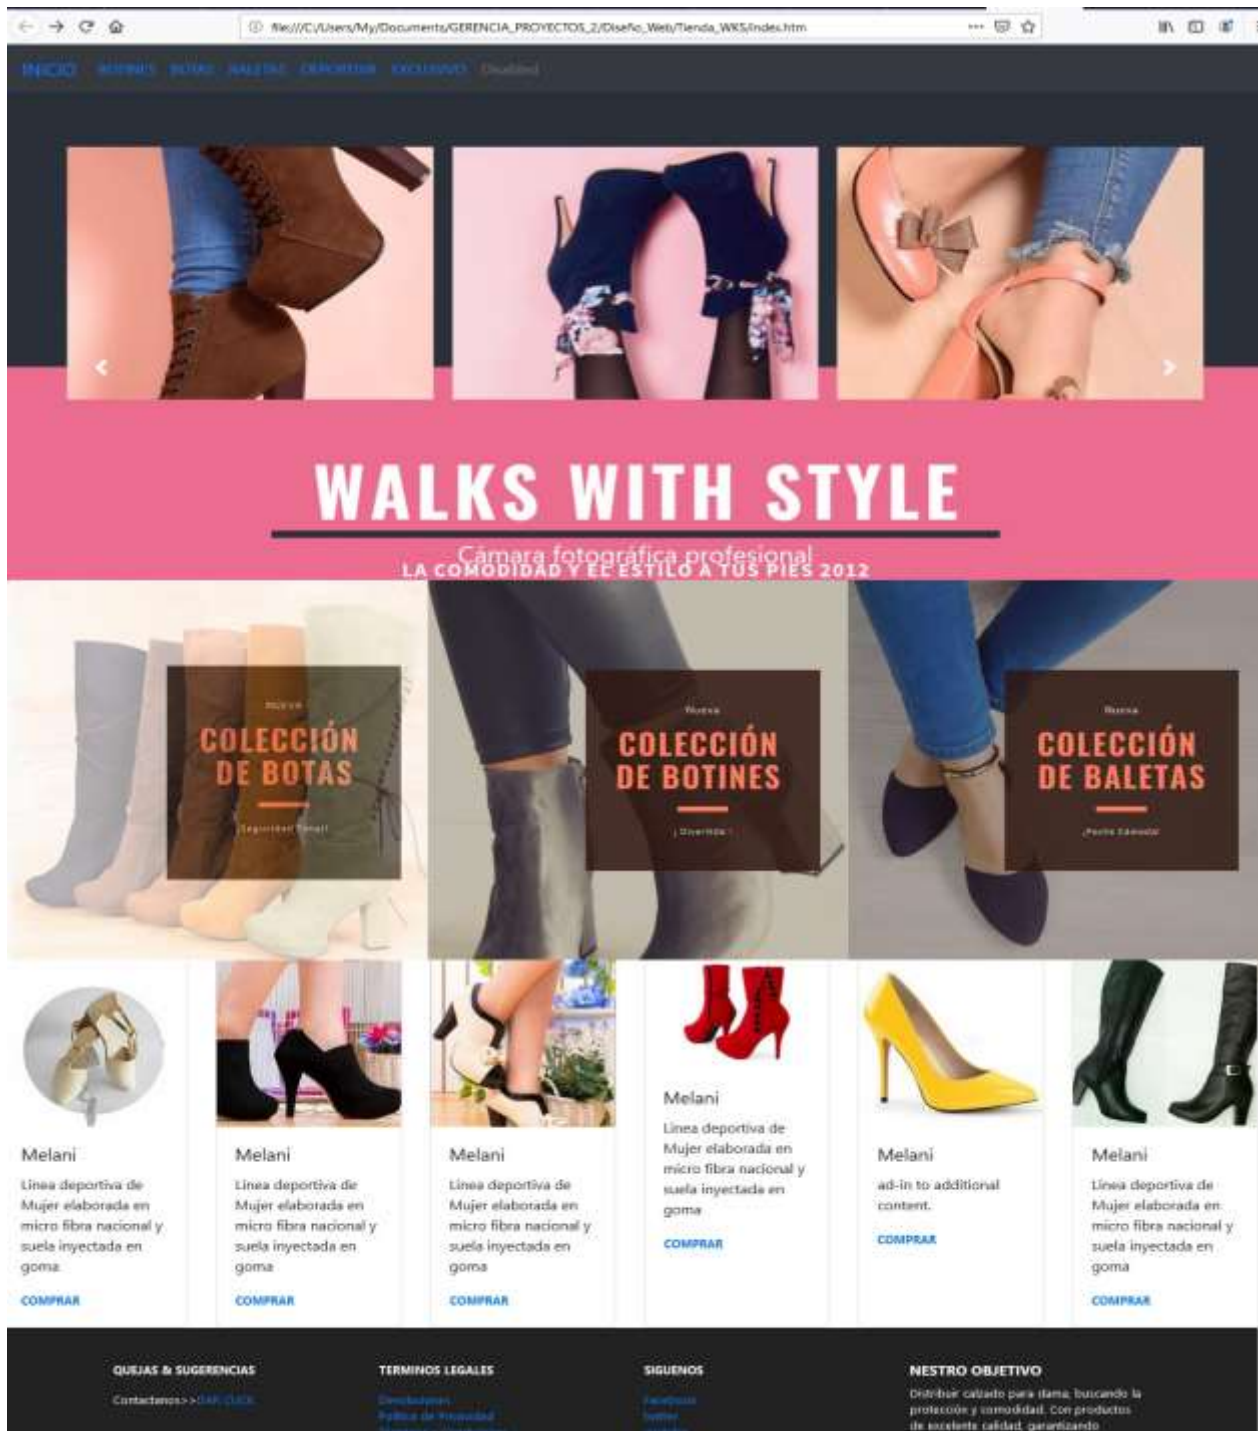 file:///C:/Users/My/Documents/GERENCIA_PROYECTOS_2/Diseño_Web/Tienda_WKS/index.htm
INICIO BOTINES BOTAS BALETAS DEPORTIVA EXCLUSIVO Disabled
WALKS WITH STYLE
Cámara fotográfica profesional
LA COMODIDAD Y EL ESTILO A TUS PIES 2012
Nueva
COLECCIÓN
DE BOTAS
¡Seguridad Total!
Nueva
COLECCIÓN
DE BOTINES
¡ Divertida !
Nueva
COLECCIÓN
DE BALETAS
Melani
Linea deportiva de
Mujer elaborada en
micro fibra nacional y
suela inyectada en
goma
COMPRAR
Melani
Linea deportiva de
Mujer elaborada en
micro fibra nacional y
suela inyectada en
goma
COMPRAR
Melani
Linea deportiva de
Mujer elaborada en
micro fibra nacional y
suela inyectada en
goma
COMPRAR
Melani
Linea deportiva de
Mujer elaborada en
micro fibra nacional y
suela inyectada en
goma
COMPRAR
Melani
ad-in to additional
content.
COMPRAR
Melani
Linea deportiva de
Mujer elaborada en
micro fibra nacional y
suela inyectada en
goma
COMPRAR
QUEJAS & SUGERENCIAS
Contactanos>>DAR CLICK
TERMINOS LEGALES
Devoluciones
Política de Privacidad
SIGUENOS
Facebook
twitter
NESTRO OBJETIVO
Distribuir calzado para dama, buscando la
protección y comodidad. Con productos
de excelente calidad, garantizando